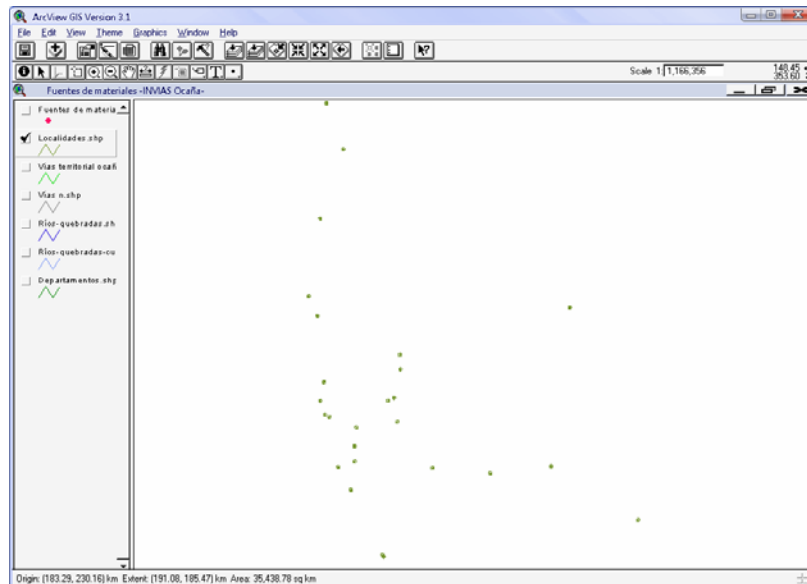 ArcView GIS Version 3.1
File Edit View Theme Graphics Window Help
Scale 1: 1,166,356
148.45
353.60
Fuentes de materiales -INVIAS Ocaña-
Fuentes de materia
Localidades.shp
Vias territorial ocañ
Vias n.shp
Ríos-quebradas.sh
Ríos-quebradas-cu
Departamentos.shp
Origin: (183.29, 230.16) km Extent: (191.08, 185.47) km Area: 35,438.78 sq km